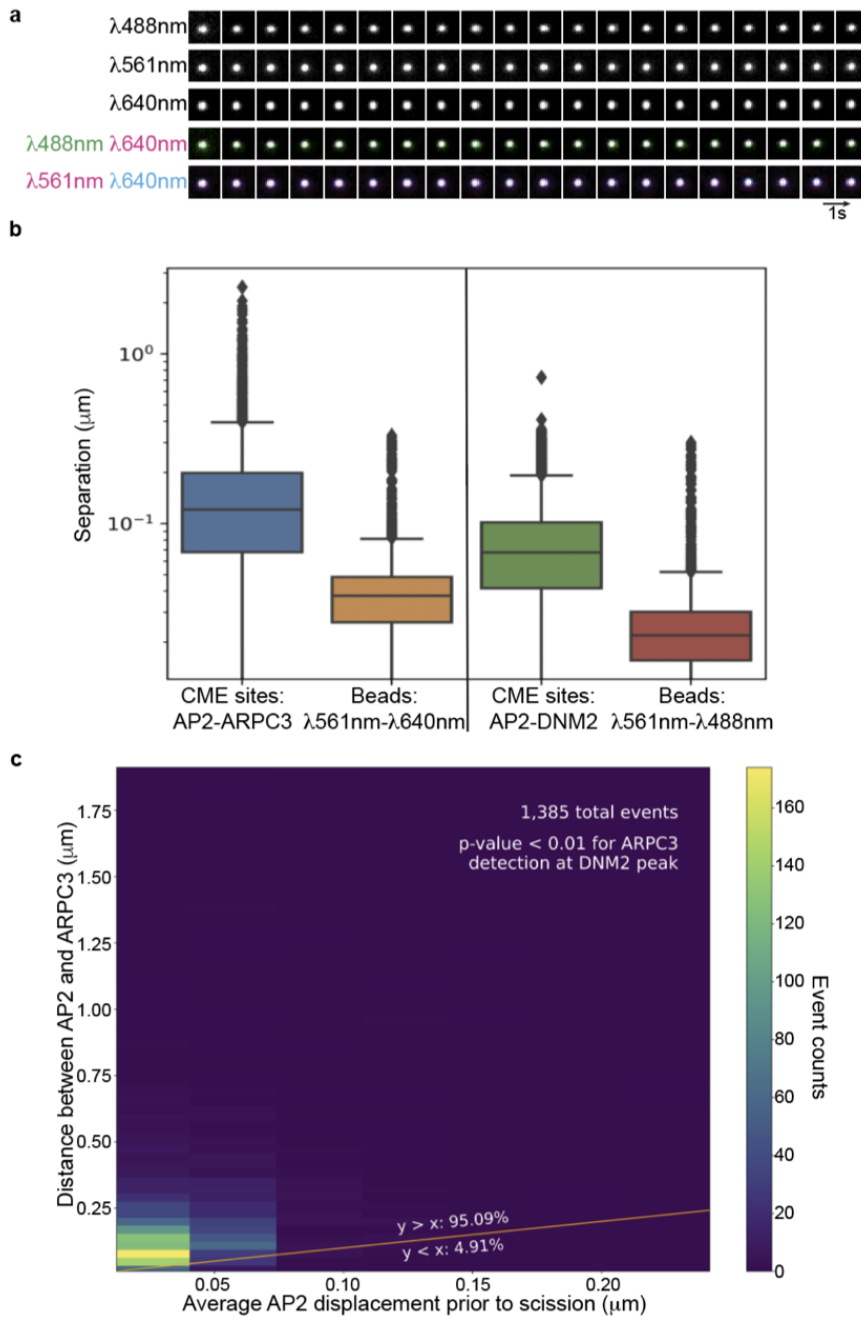 a
λ488nm
λ561nm
λ640nm
λ488nm λ640nm
λ561nm λ640nm
1s
b
Separation (μm)
10⁰
10⁻¹
CME sites:
AP2-ARPC3
Beads:
λ561nm-λ640nm
CME sites:
AP2-DNM2
Beads:
λ561nm-λ488nm
c
Distance between AP2 and ARPC3 (μm)
1.75
1.50
1.25
1.00
0.75
0.50
0.25
1,385 total events
p-value < 0.01 for ARPC3
detection at DNM2 peak
y > x: 95.09%
y < x: 4.91%
0.05
0.10
0.15
0.20
Average AP2 displacement prior to scission (μm)
160
140
120
100
80
60
40
20
0
Event counts